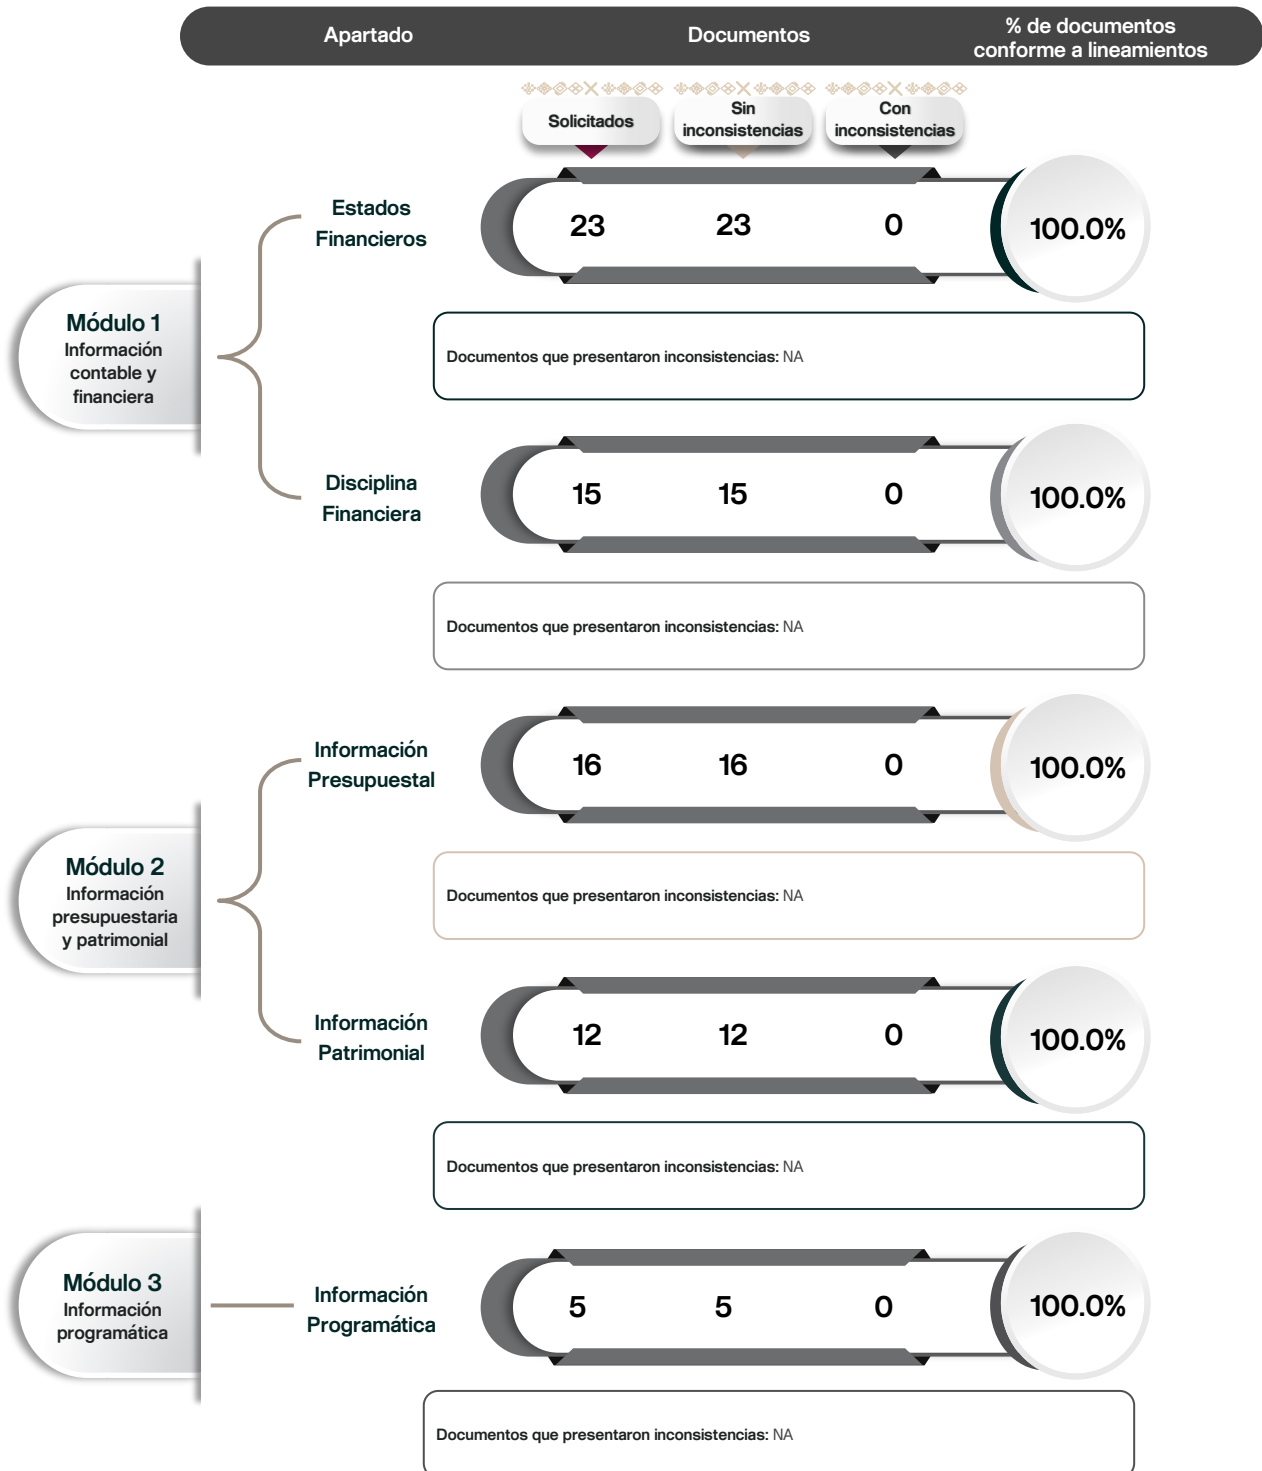 Apartado
Documentos
% de documentos
conforme a lineamientos
Solicitados
Sin
inconsistencias
Con
inconsistencias
Módulo 1
Información
contable y
financiera
Estados
Financieros
23
23
0
100.0%
Documentos que presentaron inconsistencias: NA
Disciplina
Financiera
15
15
0
100.0%
Documentos que presentaron inconsistencias: NA
Módulo 2
Información
presupuestaria
y patrimonial
Información
Presupuestal
16
16
0
100.0%
Documentos que presentaron inconsistencias: NA
Información
Patrimonial
12
12
0
100.0%
Documentos que presentaron inconsistencias: NA
Módulo 3
Información
programática
Información
Programática
5
5
0
100.0%
Documentos que presentaron inconsistencias: NA